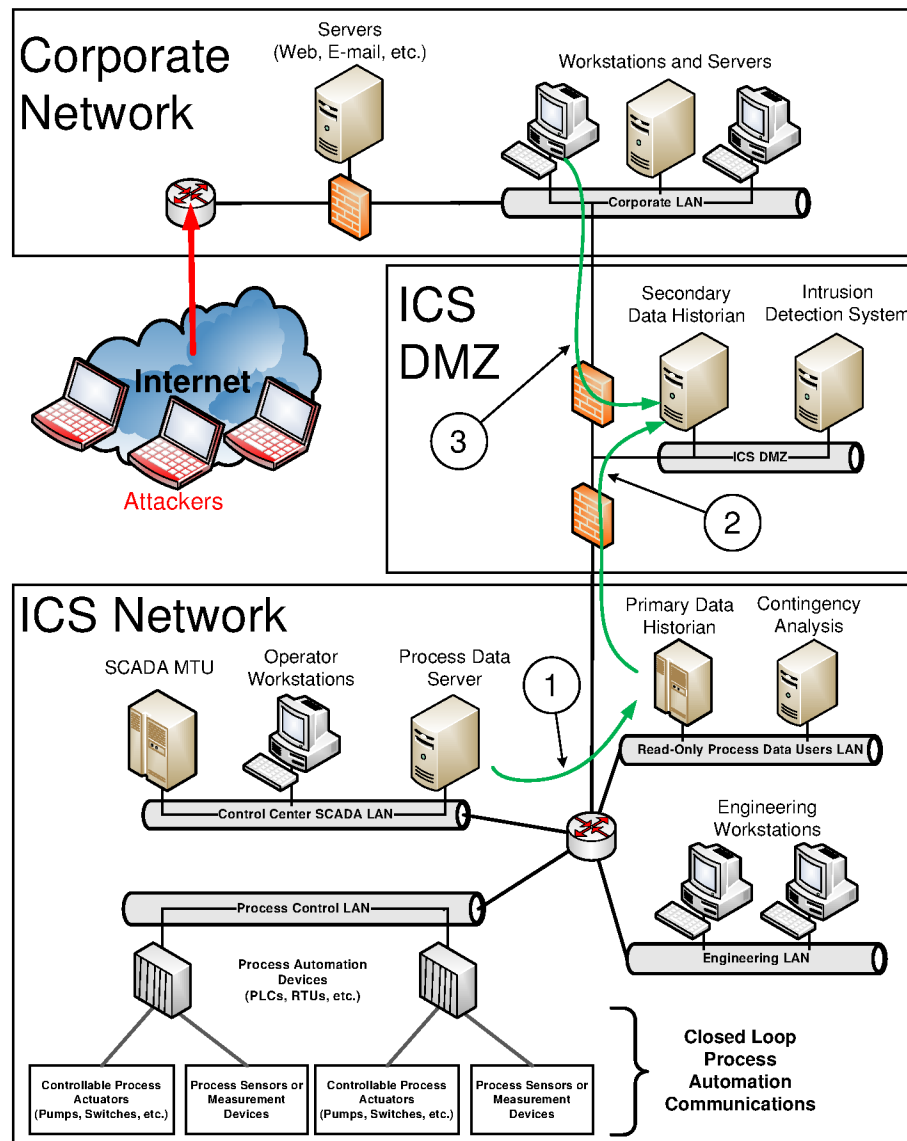 Corporate
Network
Servers
(Web, E-mail, etc.)
Workstations and Servers
Corporate LAN
Internet
Attackers
ICS
DMZ
Secondary
Data Historian
Intrusion
Detection System
3
ICS DMZ
2
ICS Network
SCADA MTU
Operator
Workstations
Process Data
Server
1
Primary Data
Historian
Contingency
Analysis
Read-Only Process Data Users LAN
Control Center SCADA LAN
Engineering
Workstations
Process Control LAN
Engineering LAN
Process Automation
Devices
(PLCs, RTUs, etc.)
Controllable Process
Actuators
(Pumps, Switches, etc.)
Process Sensors or
Measurement
Devices
Controllable Process
Actuators
(Pumps, Switches, etc.)
Process Sensors or
Measurement
Devices
Closed Loop
Process
Automation
Communications